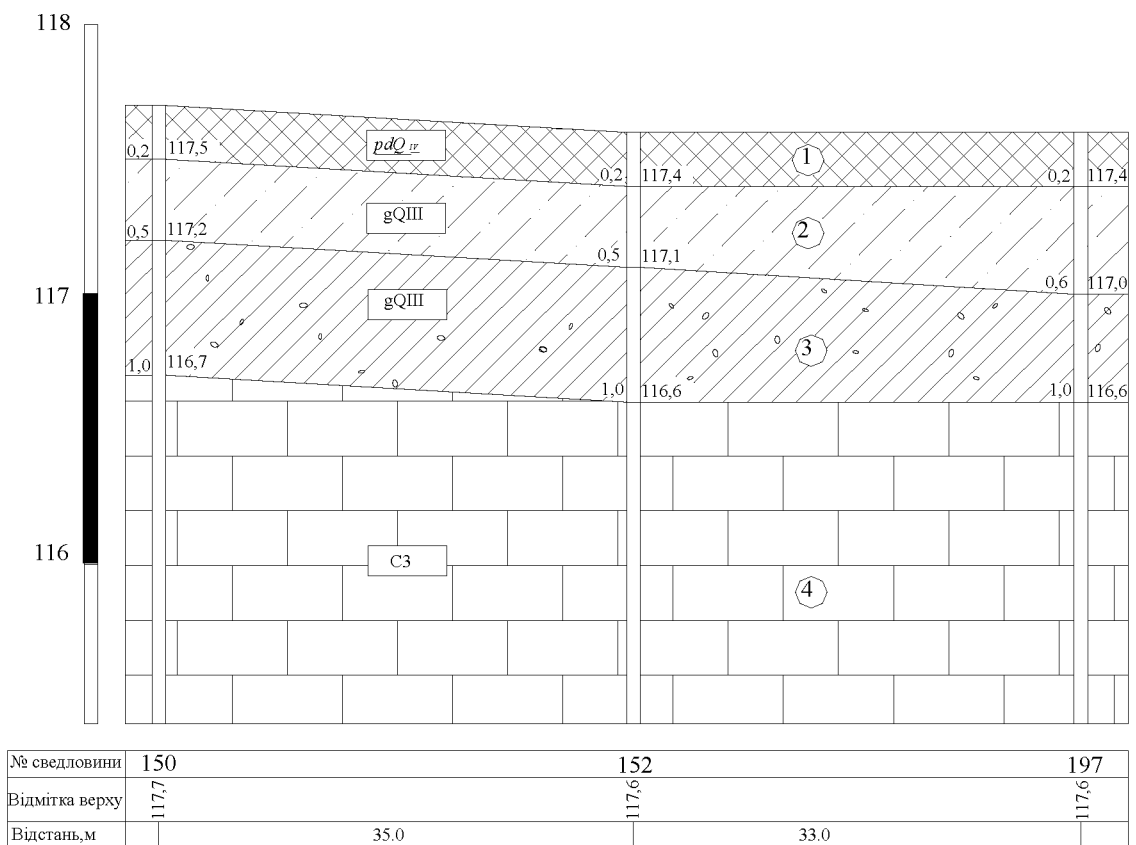 118
pdQ IV
1
0,2 117,5
0,2 117,4
0,2 117,4
gQIII
2
0,5 117,2
0,5 117,1
0,6 117,0
117
gQIII
3
1,0 116,7
1,0 116,6
1,0 116,6
116
C3
4
№ сведловини 150 152 197
Відмітка верху 117,7 117,6 117,6
Відстань,м 35.0 33.0